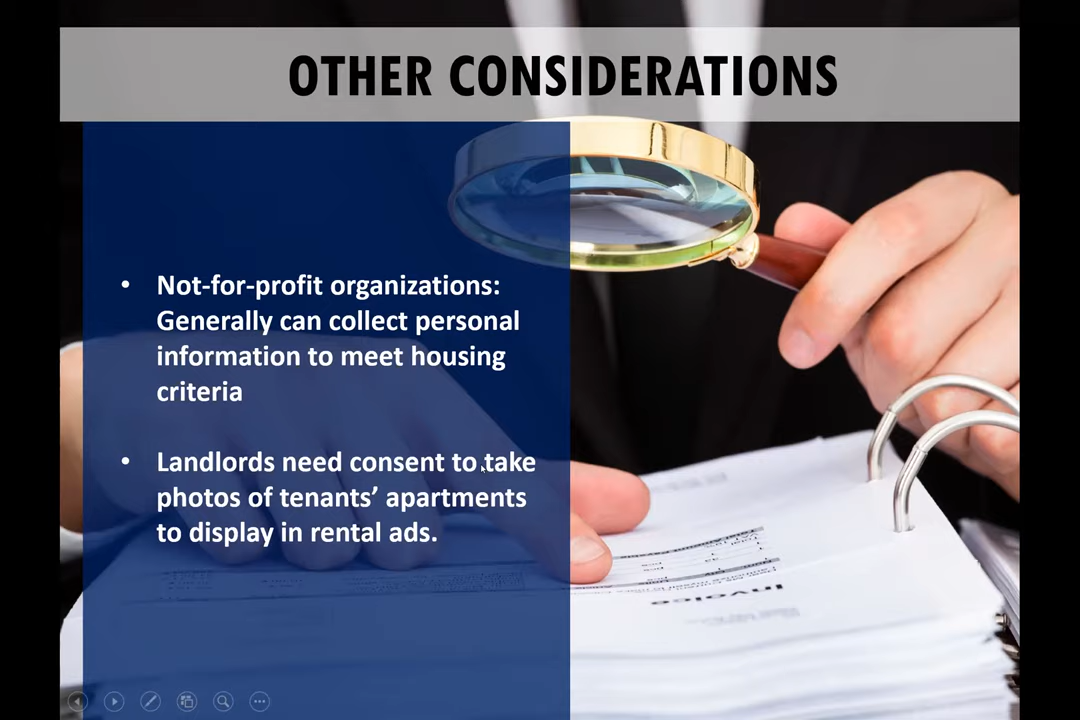 OTHER CONSIDERATIONS
• Not-for-profit organizations:
Generally can collect personal
information to meet housing
criteria
• Landlords need consent to take
photos of tenants’ apartments
to display in rental ads.
Invoice